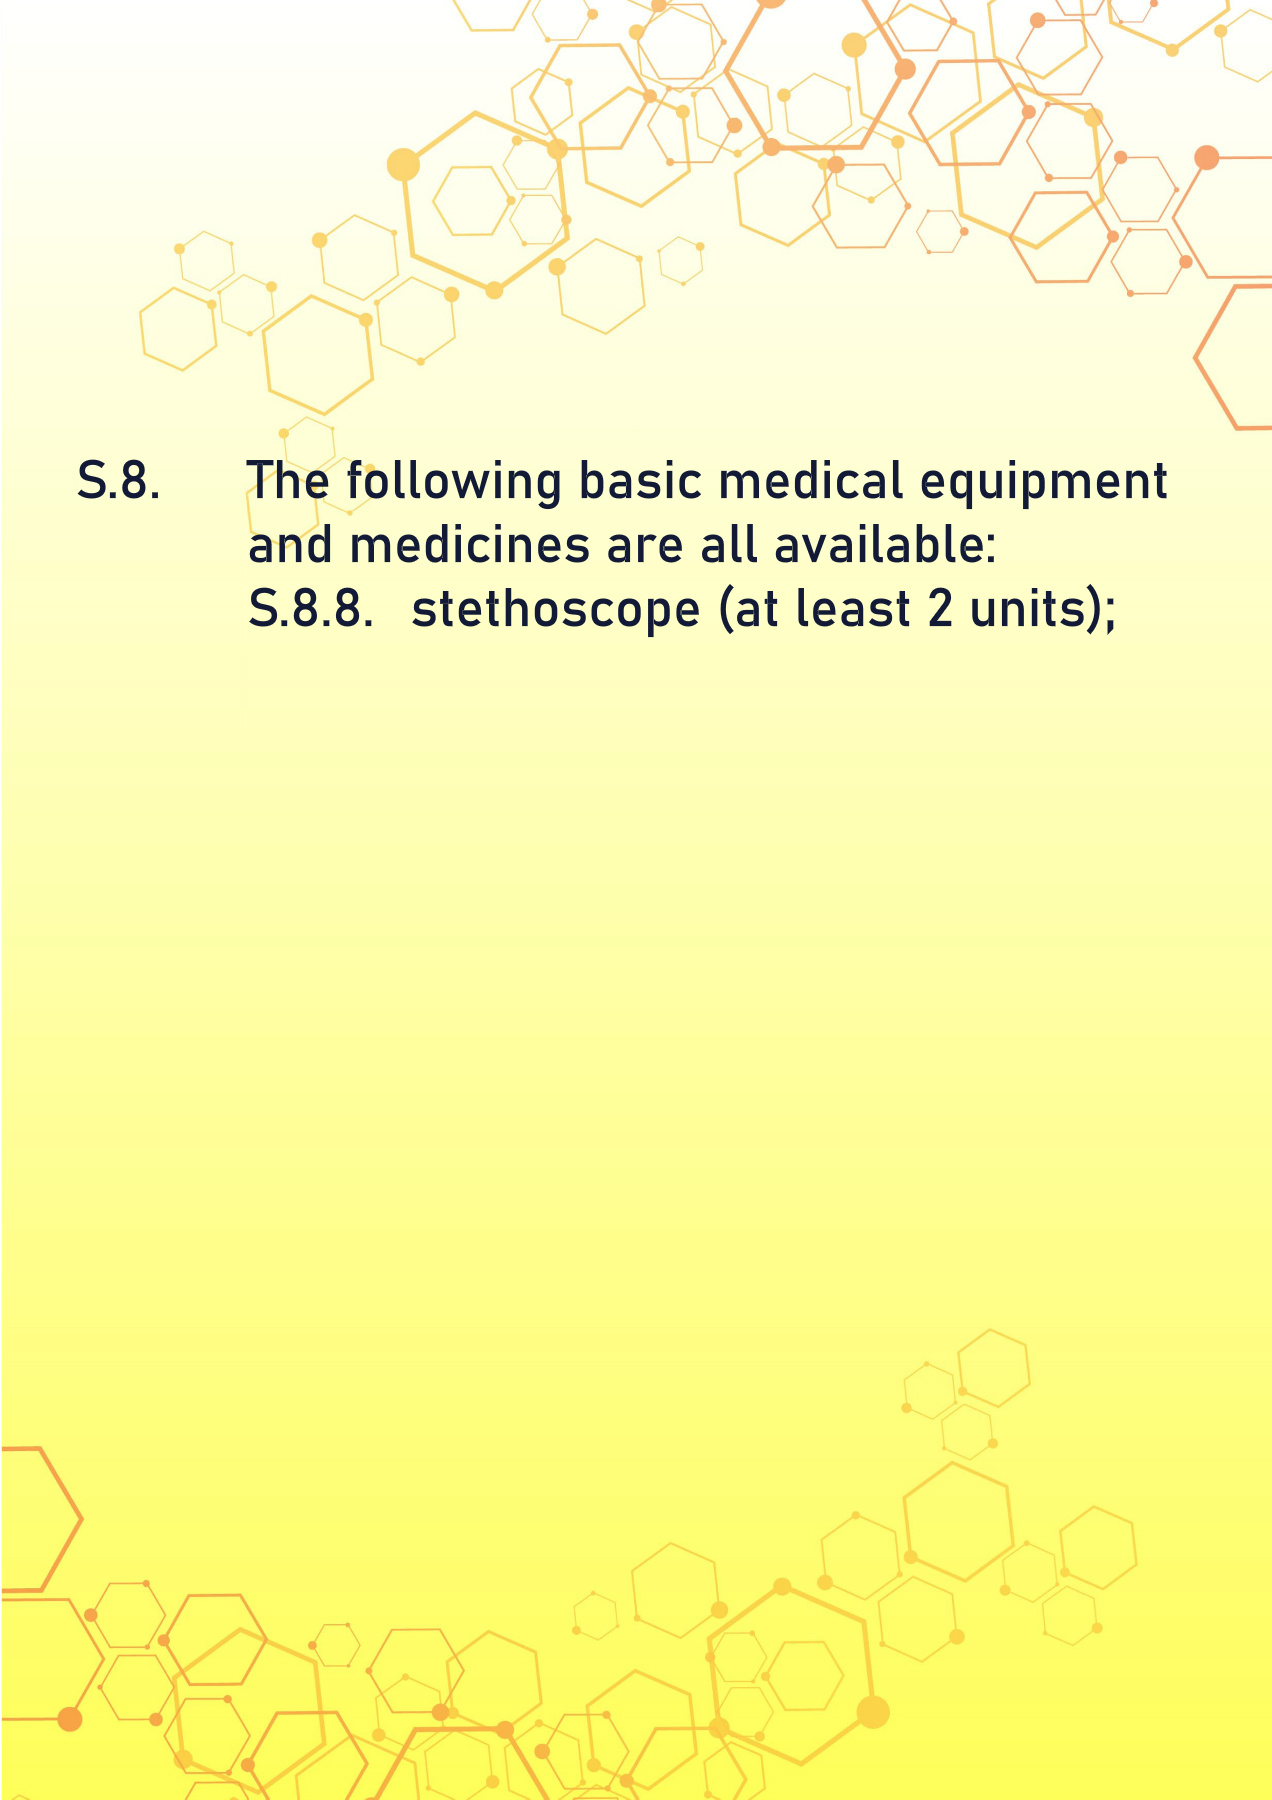 S.8. The following basic medical equipment
and medicines are all available:
S.8.8. stethoscope (at least 2 units);